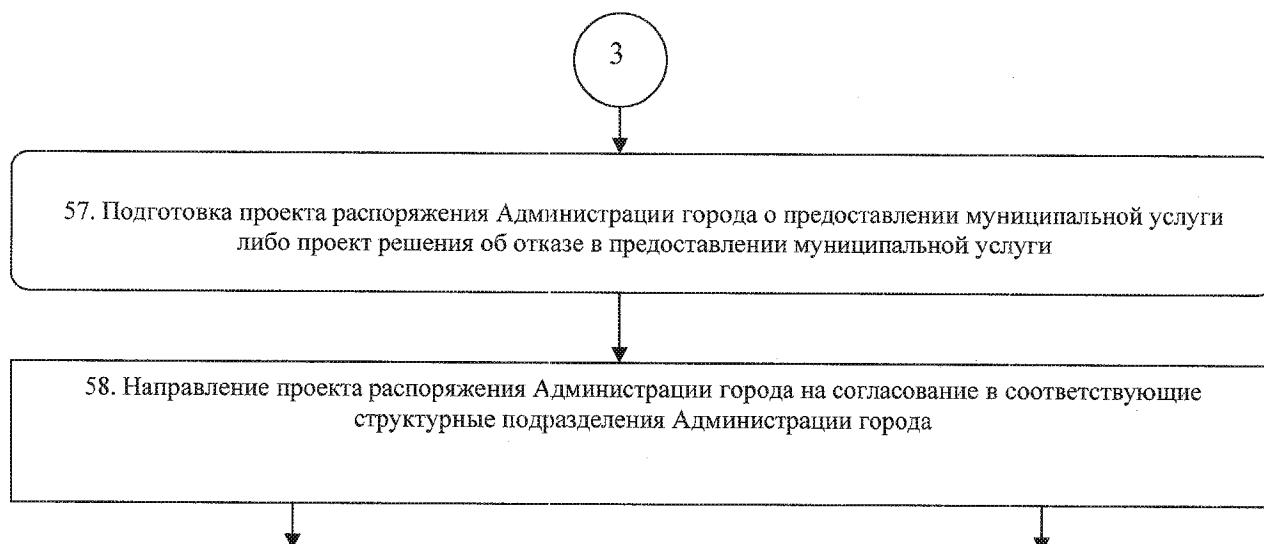 3
57. Подготовка проекта распоряжения Администрации города о предоставлении муниципальной услуги
либо проект решения об отказе в предоставлении муниципальной услуги
58. Направление проекта распоряжения Администрации города на согласование в соответствующие
структурные подразделения Администрации города